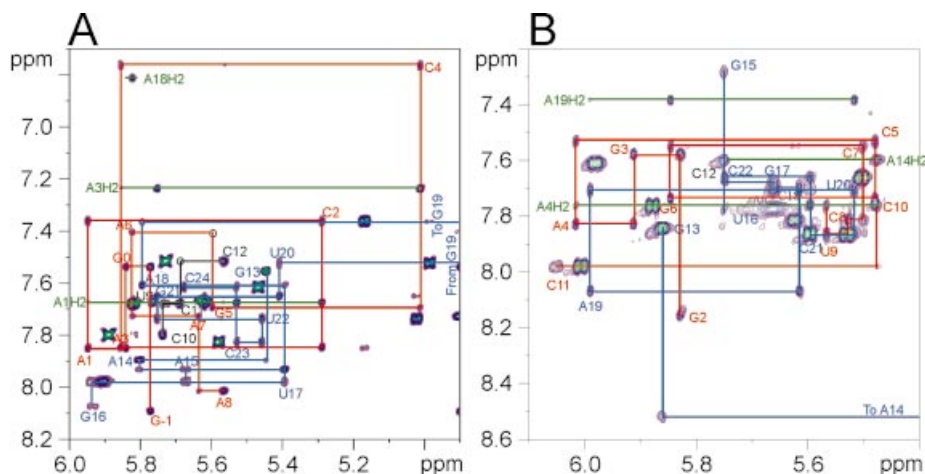 A
ppm
7.0
7.2
7.4
7.6
7.8
8.0
8.2
6.0
5.8
5.6
5.4
5.2
ppm
C4
A18H2
A3H2
C2
A6
To G19
From G19
G0
C12
U20
A18
C24
G13
G21
A1H2
U9
C1
G5
A7
U22
C10
C23
A1
A3
A14
A15
A8
U17
G16
G-1
B
ppm
7.4
7.6
7.8
8.0
8.2
8.4
8.6
6.0
5.8
5.6
ppm
G15
A19H2
C5
G3
C7
C12
C22
G17
A14H2
U20
A4H2
G6
C10
A4
G13
U16
C8
C21
U9
C11
A19
G2
To A14